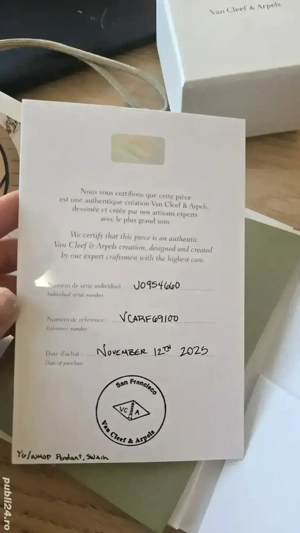 Van Cleef & Arpels
Nous vous certifions que cette pièce
est une authentique création Van Cleef & Arpels,
dessinée et créée par nos artisans experts
avec le plus grand soin.
We certify that this piece is an authentic
Van Cleef & Arpels creation, designed and created
by our expert craftsmen with the highest care.
Numéro de série individuel : J0954660
Individual serial number
Numéro de référence : VCARF69100
Reference number
Date d'achat : NOVEMBER 12TH 2025
Date of purchase
San Francisco
VC A
Van Cleef & Arpels
YG/WMOP Pendant,
publi24.ro